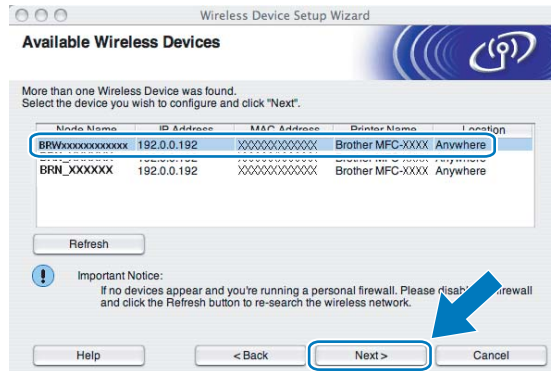 Wireless Device Setup Wizard
Available Wireless Devices
More than one Wireless Device was found.
Select the device you wish to configure and click "Next".
Node Name IP Address MAC Address Printer Name Location
BRWxxxxxxxxxxxx 192.0.0.192 XXXXXXXXXXXX Brother MFC-XXXX Anywhere
BRN_XXXXXX 192.0.0.192 XXXXXXXXXXXX Brother MFC-XXXX Anywhere
Refresh
Important Notice:
If no devices appear and you're running a personal firewall. Please
and click the Refresh button to re-search the wireless network.
Help
< Back
Next >
Cancel